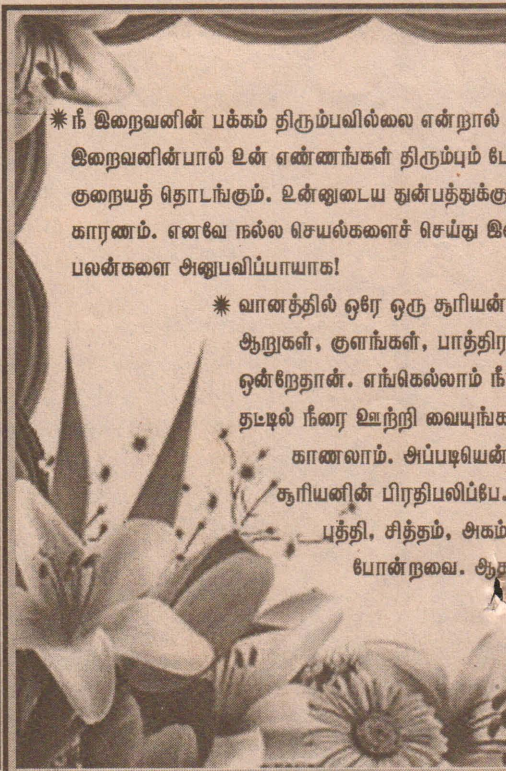 ✷ நீ இறைவனின் பக்கம் திரும்பவில்லை என்றால்
இறைவனின்பால் உன் எண்ணங்கள் திரும்பும்
குறையத் தொடங்கும். உன்னுடைய துன்பத்துக்கு
காரணம். எனவே நல்ல செயல்களைச் செய்து
பலன்களை அனுபவிப்பாயாக!
✷ வானத்தில் ஒரே ஒரு சூரியன்
ஆறுகள், குளங்கள், பாத்திர
ஒன்றேதான். எங்கெல்லாம் நீ
தட்டில் நீரை ஊற்றி வையுங்க
காணலாம். அப்படியென்
சூரியனின் பிரதிபலிப்பே.
புத்தி, சித்தம், அகம்
போன்றவை.